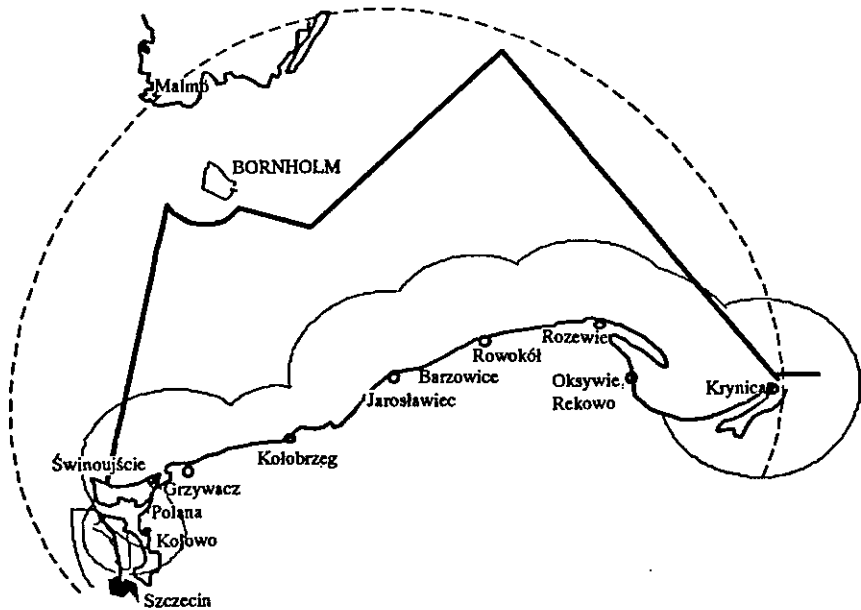 Malmö
BORNHOLM
Rozewie
Rowokół
Barzowice
Jarosławiec
Oksywie,
Rekowo
Krynica
Kołobrzeg
Świnoujście
Grzywacz
Polana
Kołowo
Szczecin